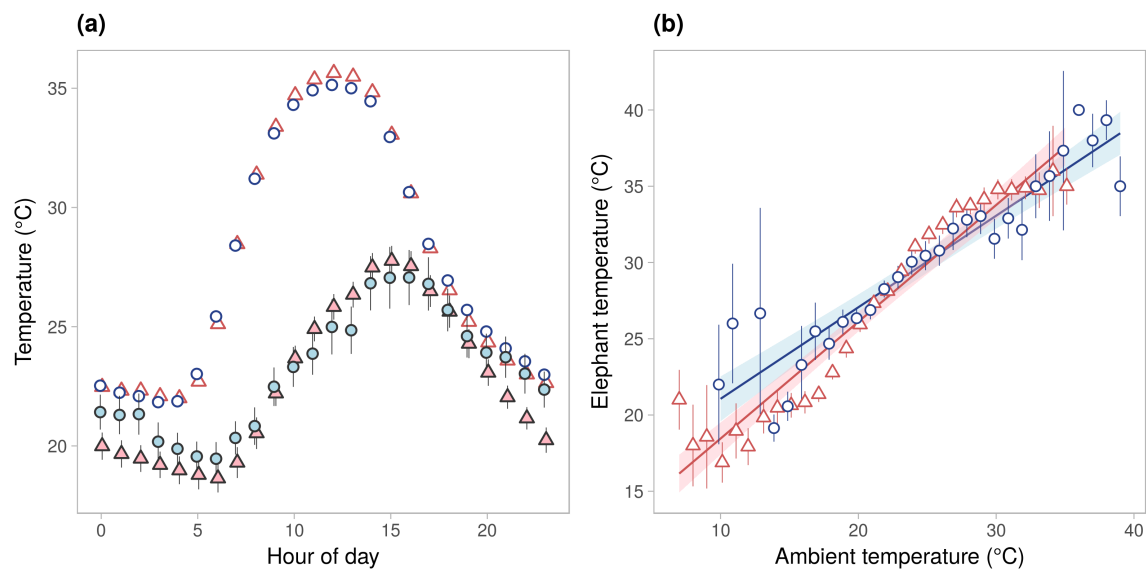 (a)
(b)
Temperature (°C)
35
30
25
20
0 5 10 15 20
Hour of day
Elephant temperature (°C)
40
35
30
25
20
15
10 20 30 40
Ambient temperature (°C)